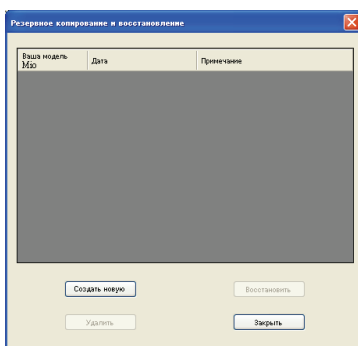 Резервное копирование и восстановление
Ваша модель Дата Примечание
Mio
Создать новую Восстановить
Удалить Закрыть